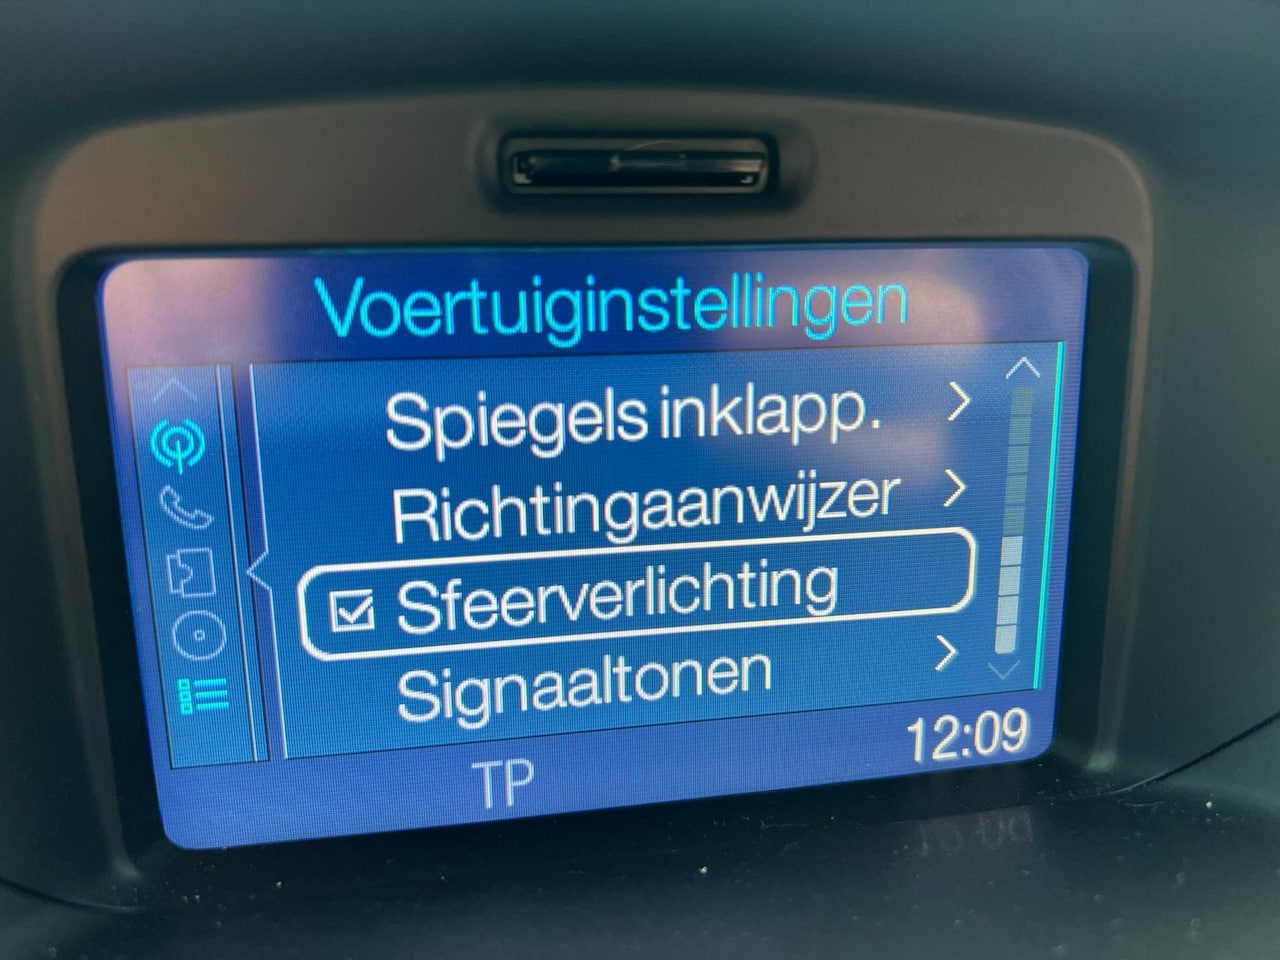 Voertuiginstellingen
Spiegels inklapp.
Richtingaanwijzer
Sfeerverlichting
Signaaltonen
TP
12:09